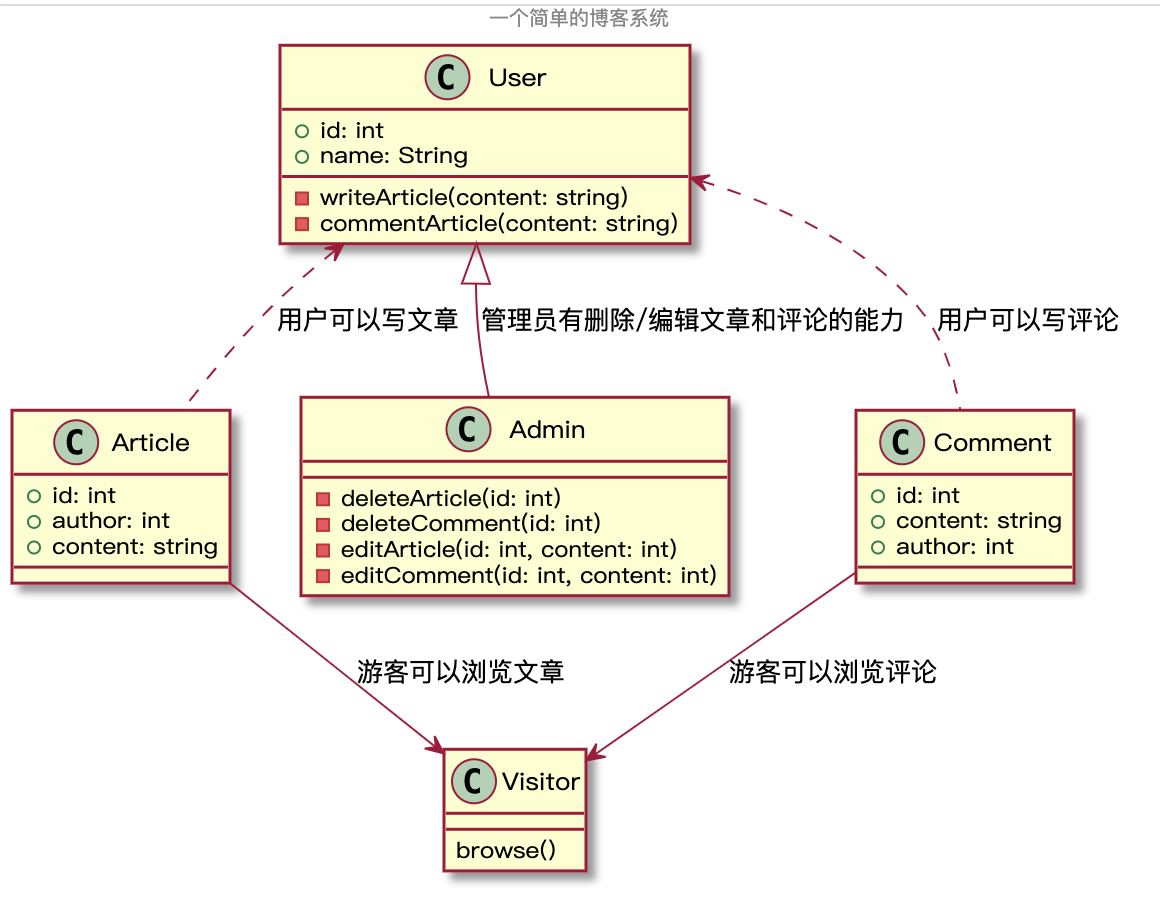 一个简单的博客系统
C User
id: int
name: String
writeArticle(content: string)
commentArticle(content: string)
用户可以写文章
管理员有删除/编辑文章和评论的能力
用户可以写评论
C Article
id: int
author: int
content: string
C Admin
deleteArticle(id: int)
deleteComment(id: int)
editArticle(id: int, content: int)
editComment(id: int, content: int)
C Comment
id: int
content: string
author: int
游客可以浏览文章
游客可以浏览评论
C Visitor
browse()